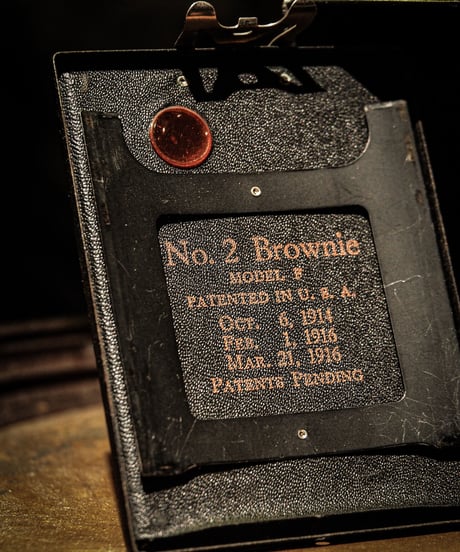 No. 2 Brownie
MODEL F
PATENTED IN U. S. A.
OCT. 6, 1914
FEB. 1, 1916
MAR. 21, 1916
PATENTS PENDING